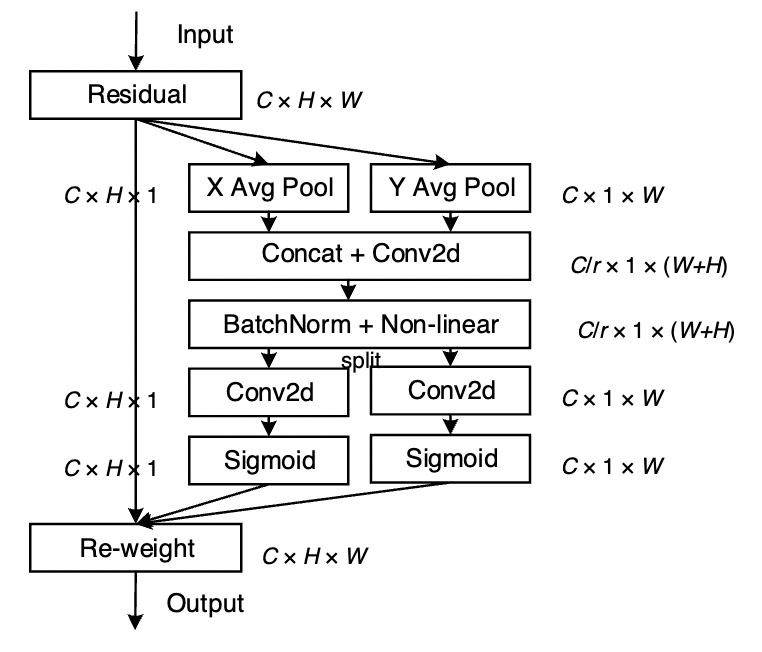 Input
Residual
C × H × W
C × H × 1
X Avg Pool
Y Avg Pool
C × 1 × W
Concat + Conv2d
C/r × 1 × (W+H)
BatchNorm + Non-linear
C/r × 1 × (W+H)
split
C × H × 1
Conv2d
Conv2d
C × 1 × W
C × H × 1
Sigmoid
Sigmoid
C × 1 × W
Re-weight
C × H × W
Output